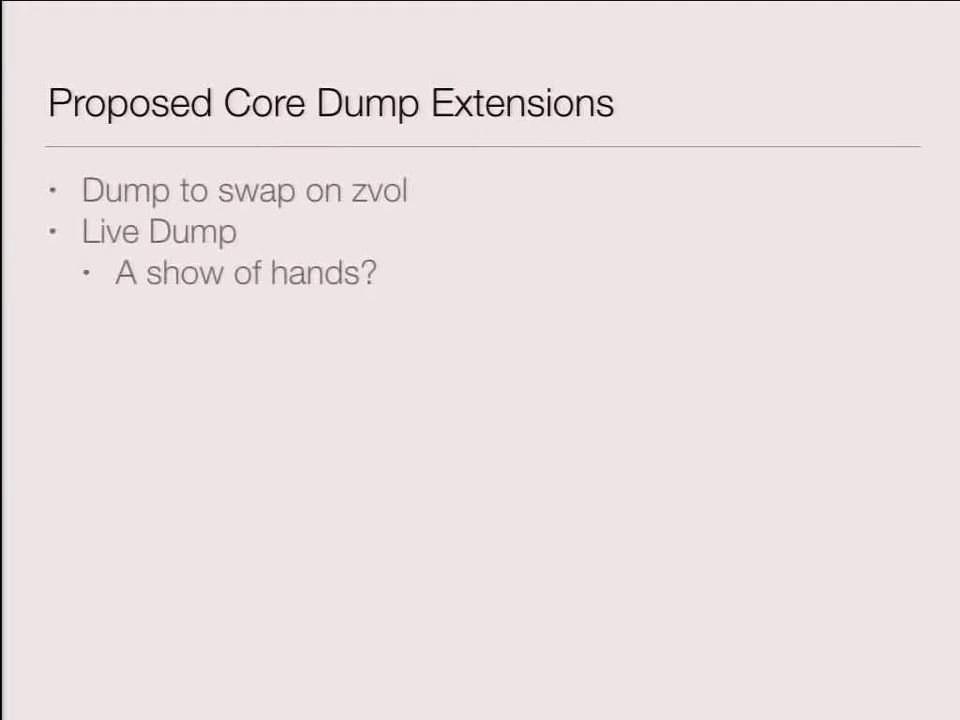 Proposed Core Dump Extensions
• Dump to swap on zvol
• Live Dump
• A show of hands?